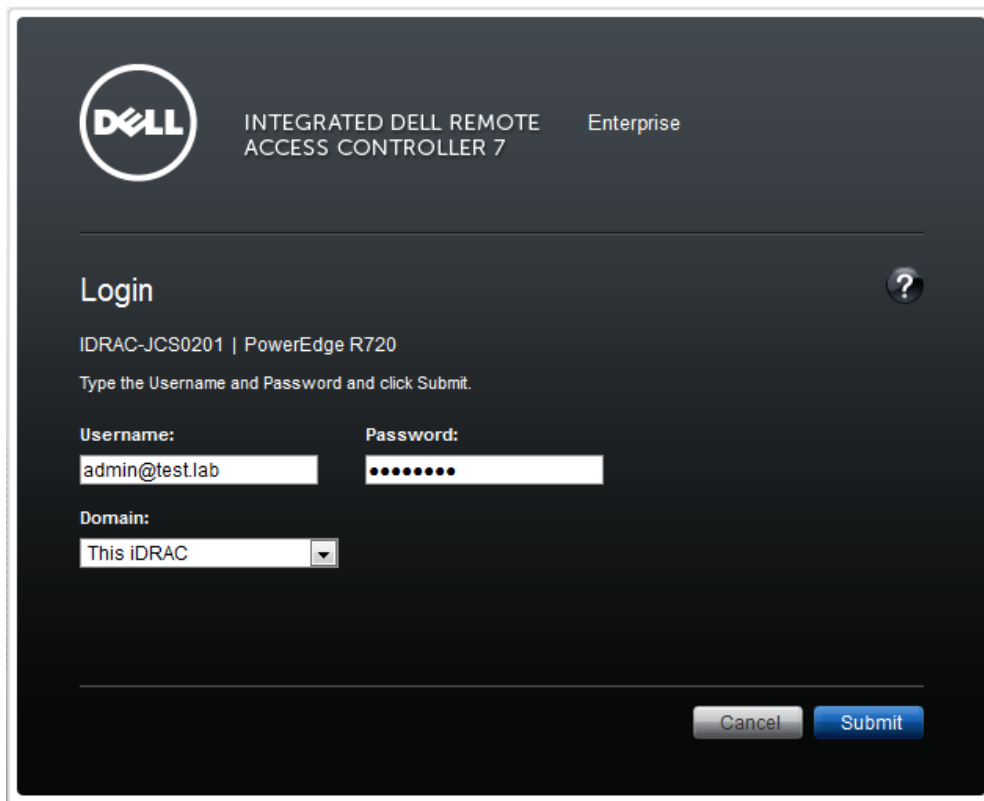 DELL
INTEGRATED DELL REMOTE
ACCESS CONTROLLER 7
Enterprise
Login
?
IDRAC-JCS0201 | PowerEdge R720
Type the Username and Password and click Submit.
Username: Password:
admin@test.lab ●●●●●●●●
Domain:
This iDRAC
Cancel Submit